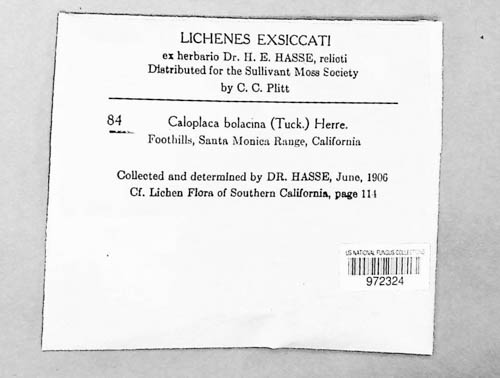 LICHENES EXSICCATI
ex herbario Dr. H. E. HASSE, relicti
Distributed for the Sullivant Moss Society
by C. C. Plitt
84 Caloplaca bolacina (Tuck.) Herre.
Foothills, Santa Monica Range, California
Collected and determined by DR. HASSE, June, 1906
Cf. Lichen Flora of Southern California, page 114
US NATIONAL FUNGUS COLLECTIONS
972324